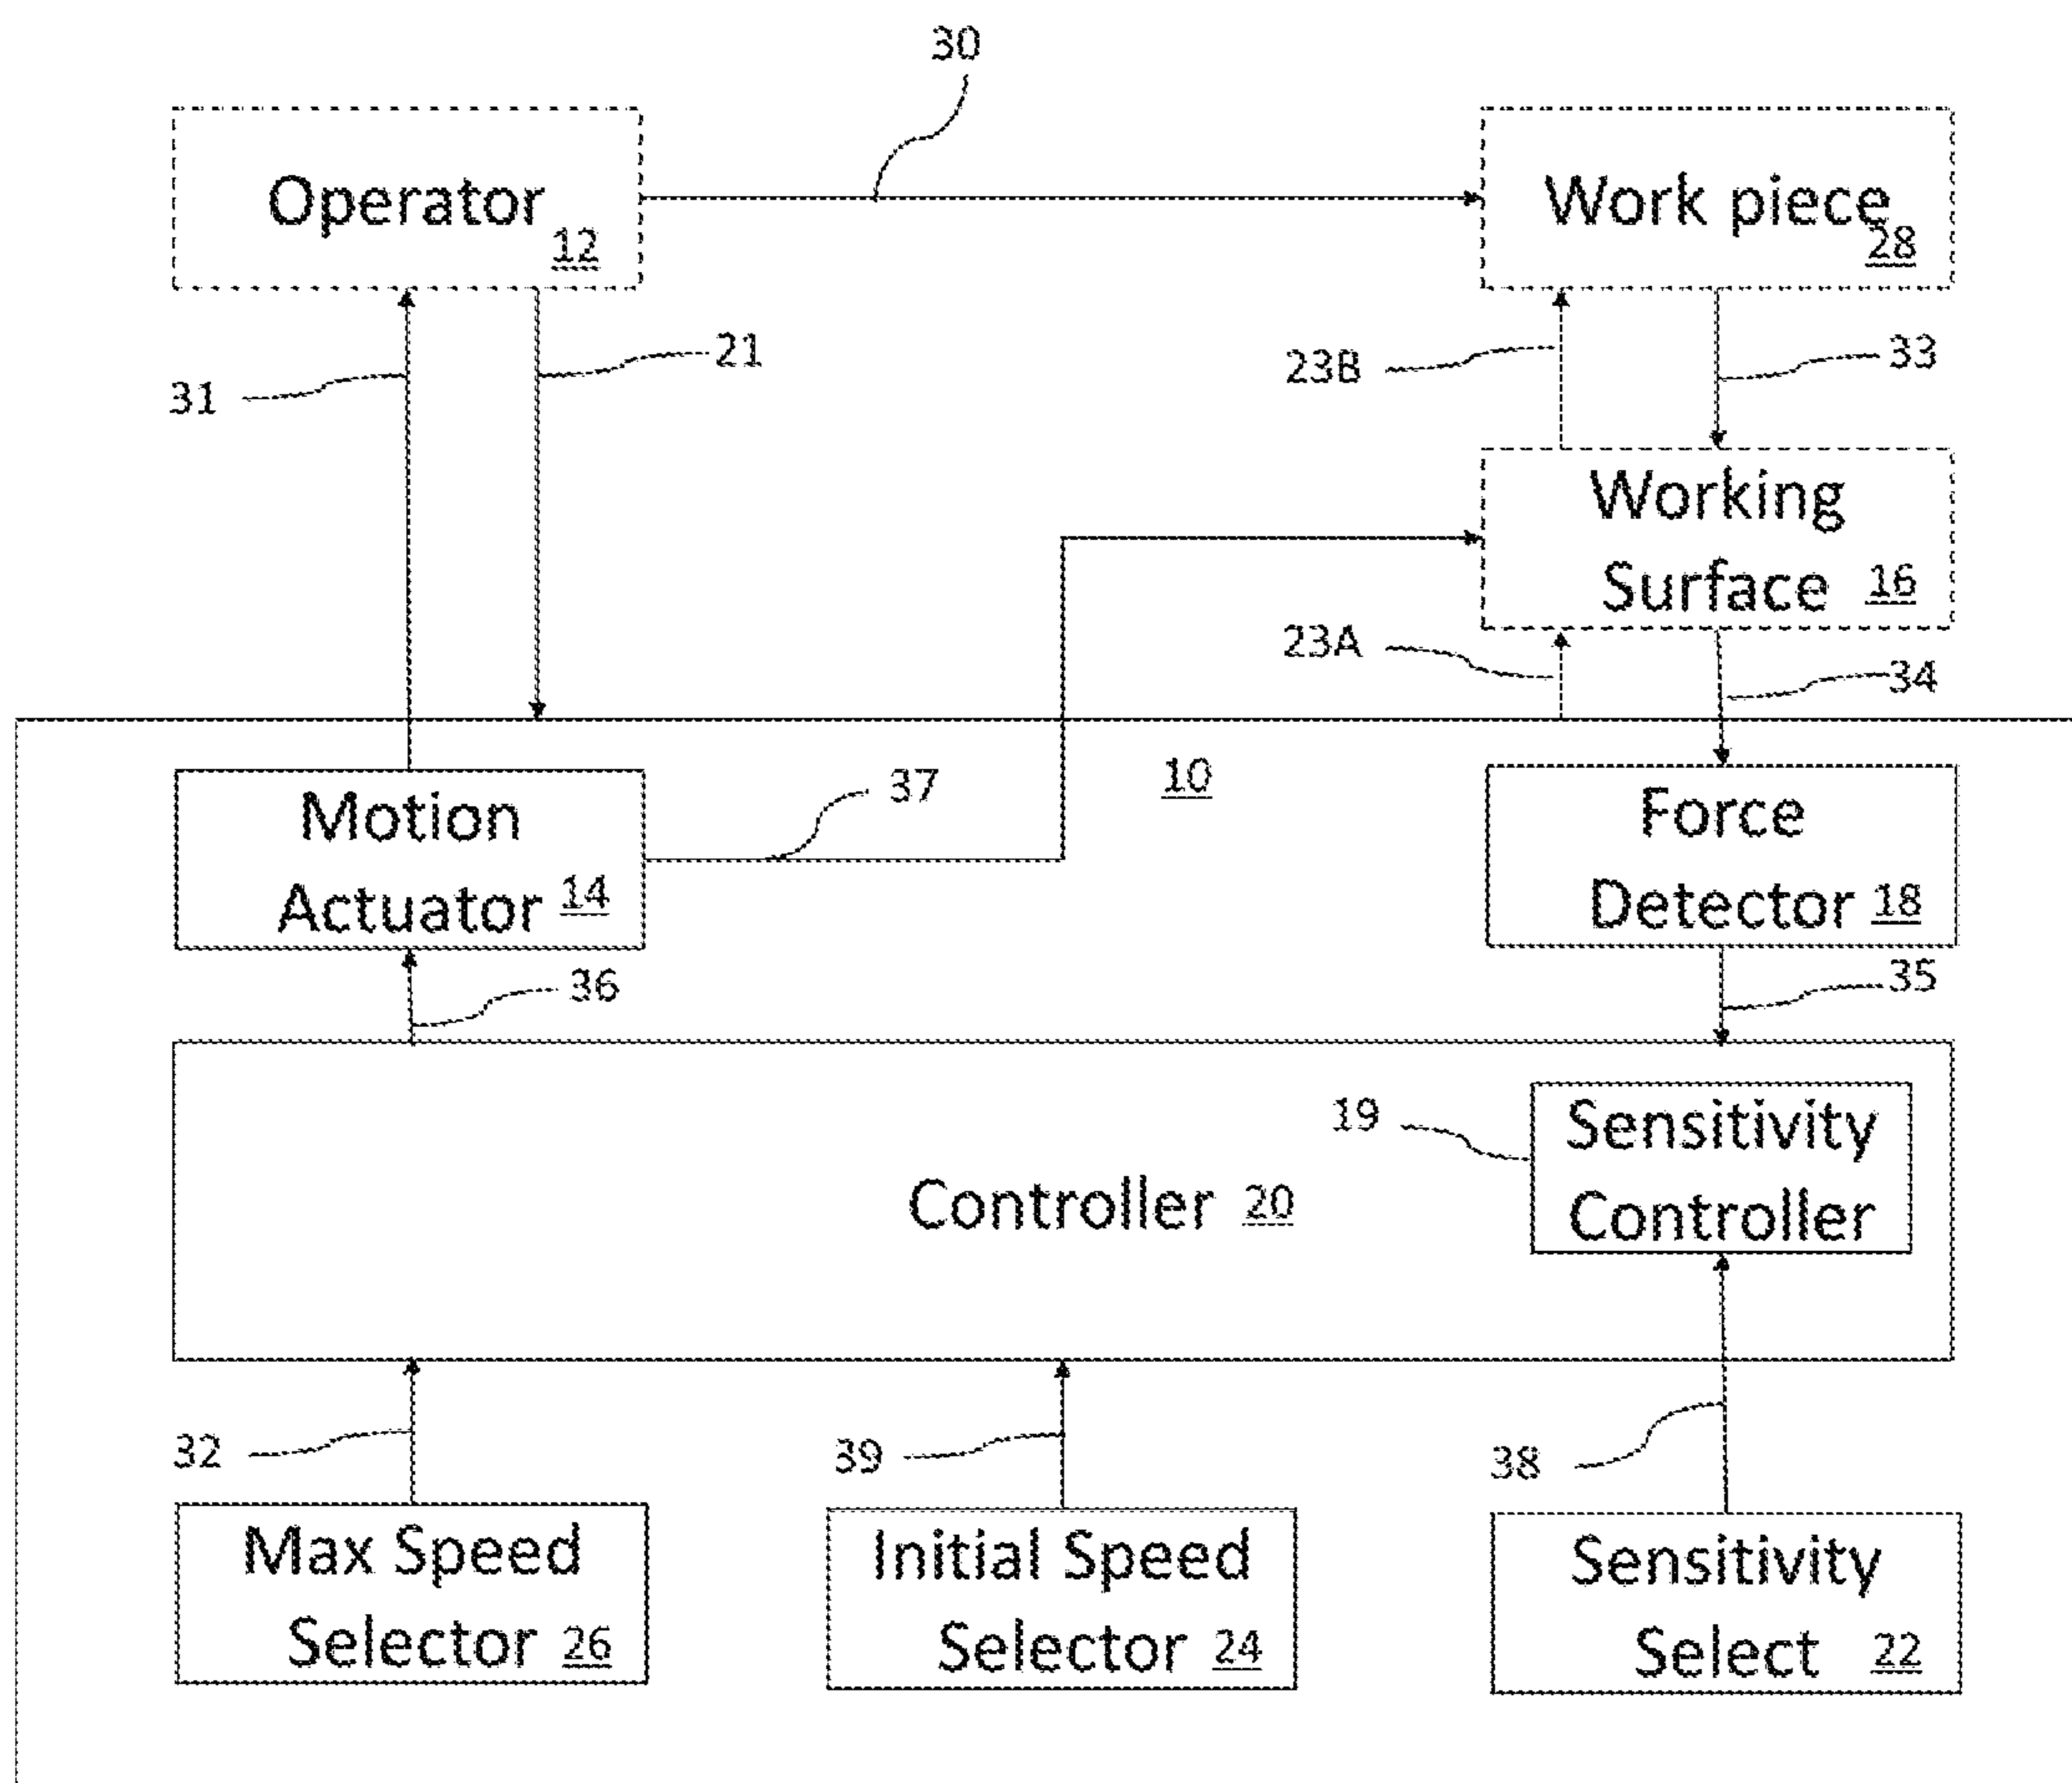 30
Operator 12
Work piece 28
31
21
23B
33
Working
Surface 16
23A
34
10
Motion
Actuator 14
37
Force
Detector 18
36
35
19
Sensitivity
Controller
Controller 20
32
39
38
Max Speed
Selector 26
Initial Speed
Selector 24
Sensitivity
Select 22